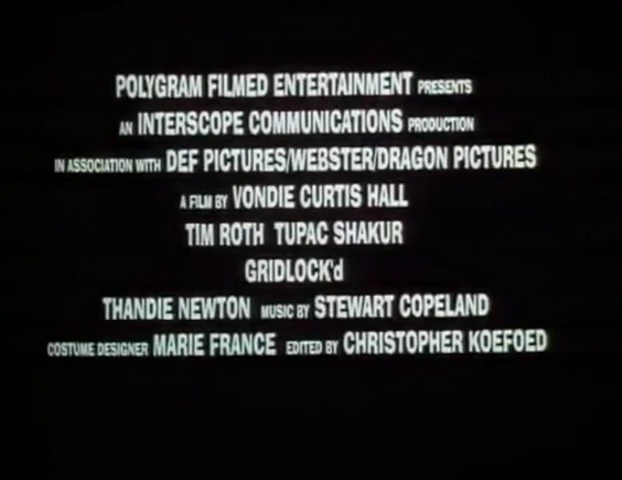 POLYGRAM FILMED ENTERTAINMENT PRESENTS
AN INTERSCOPE COMMUNICATIONS PRODUCTION
IN ASSOCIATION WITH DEF PICTURES/WEBSTER/DRAGON PICTURES
A FILM BY VONDIE CURTIS HALL
TIM ROTH TUPAC SHAKUR
GRIDLOCK'd
THANDIE NEWTON MUSIC BY STEWART COPELAND
COSTUME DESIGNER MARIE FRANCE EDITED BY CHRISTOPHER KOEFOED